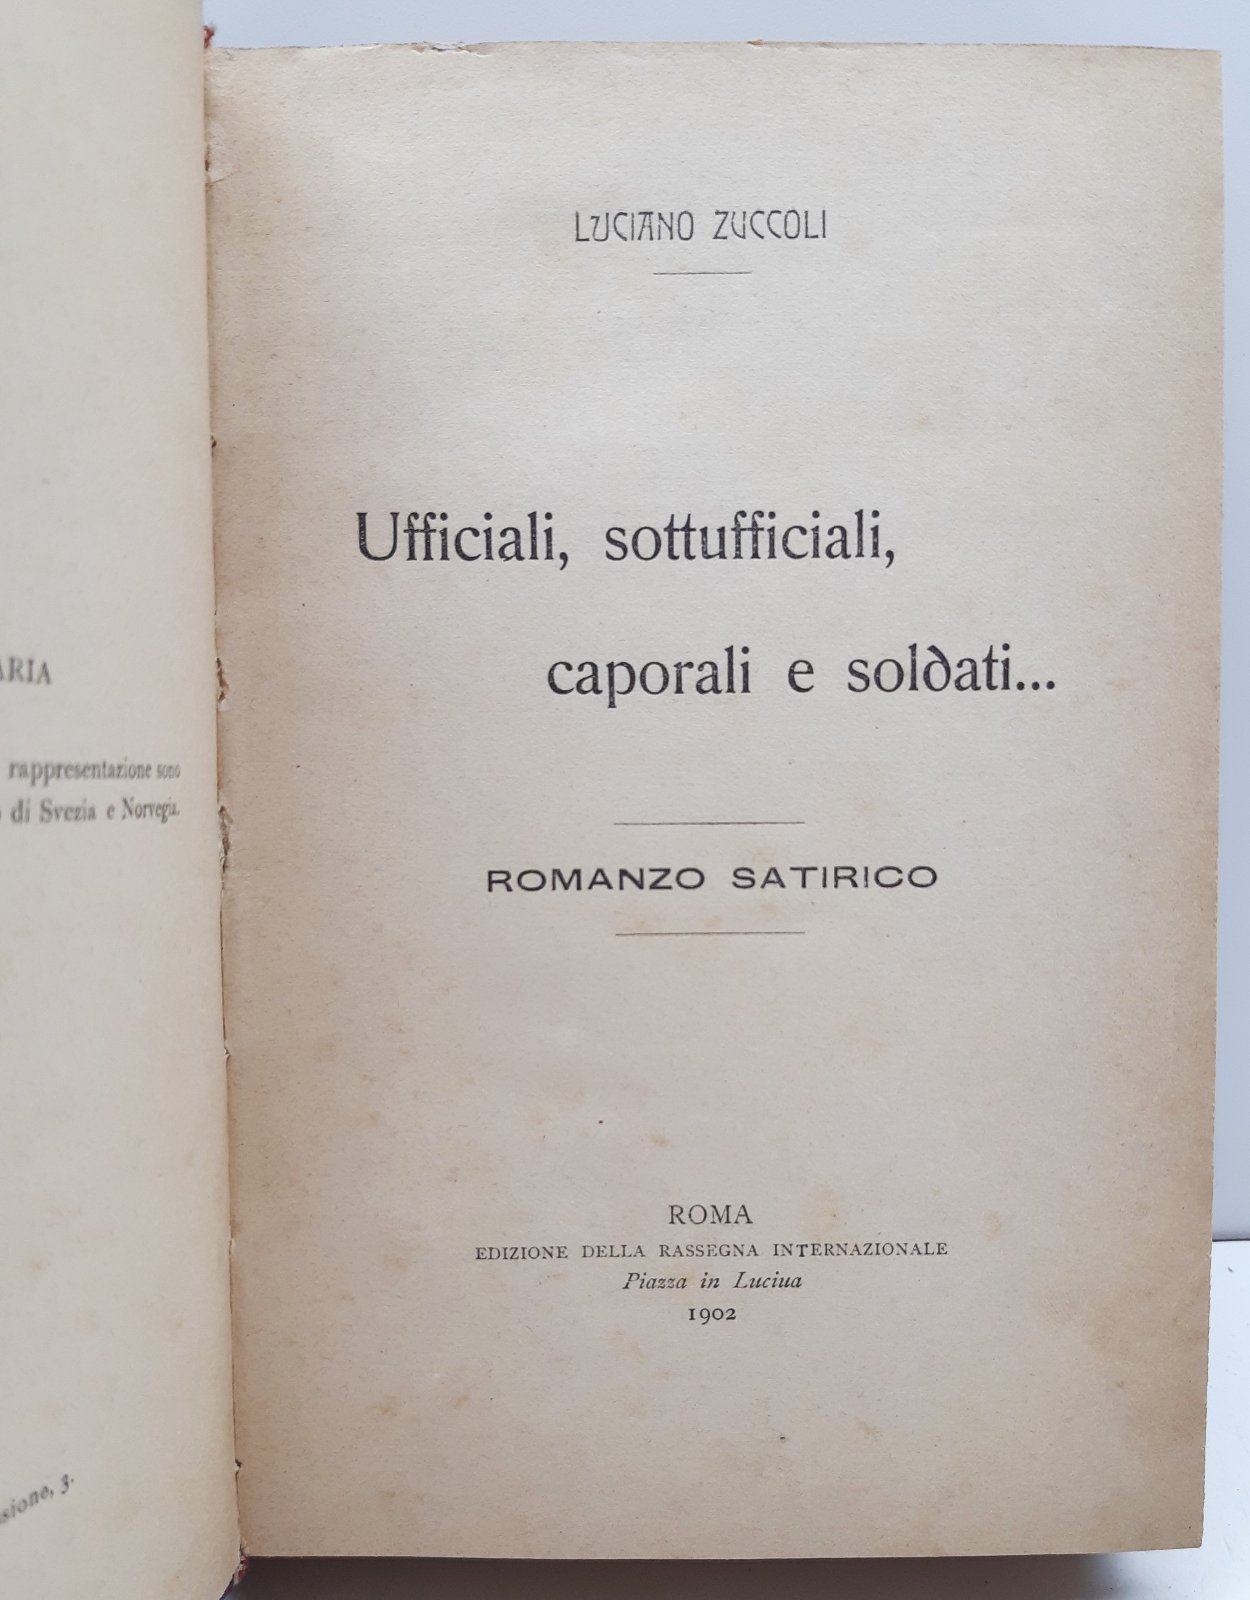 ARIA
rappresentazione sono
di Svezia e Norvegia.
sione, 3.
LUCIANO ZUCCOLI
Ufficiali, sottufficiali,
caporali e soldati...
ROMANZO SATIRICO
ROMA
EDIZIONE DELLA RASSEGNA INTERNAZIONALE
Piazza in Luciua
1902